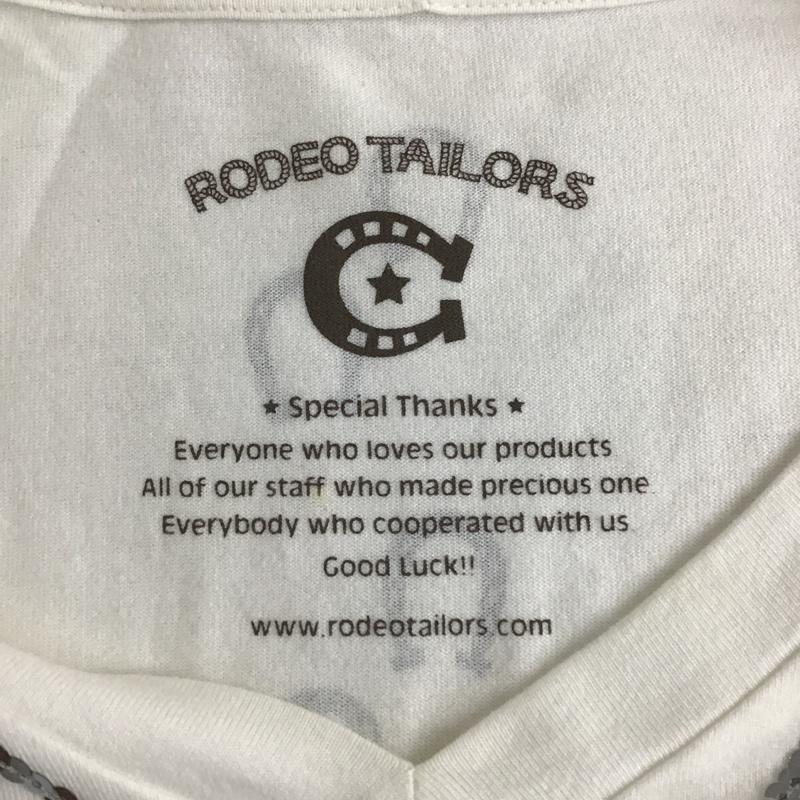 RODEO TAILORS
★ Special Thanks ★
Everyone who loves our products
All of our staff who made precious one
Everybody who cooperated with us
Good Luck!!
www.rodeotailors.com